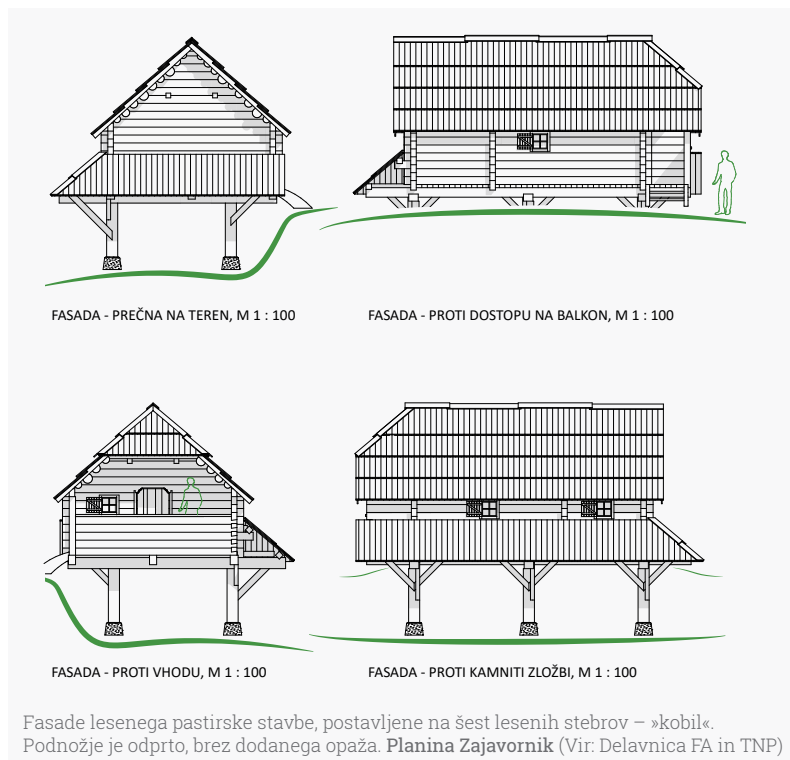 FASADA - PREČNA NA TEREN, M 1 : 100
FASADA - PROTI DOSTOPU NA BALKON, M 1 : 100
FASADA - PROTI VHODU, M 1 : 100
FASADA - PROTI KAMNITI ZLOŽBI, M 1 : 100
Fasade lesenega pastirske stavbe, postavljene na šest lesenih stebrov – »kobil«.
Podnožje je odprto, brez dodanega opaža. Planina Zajavornik (Vir: Delavnica FA in TNP)